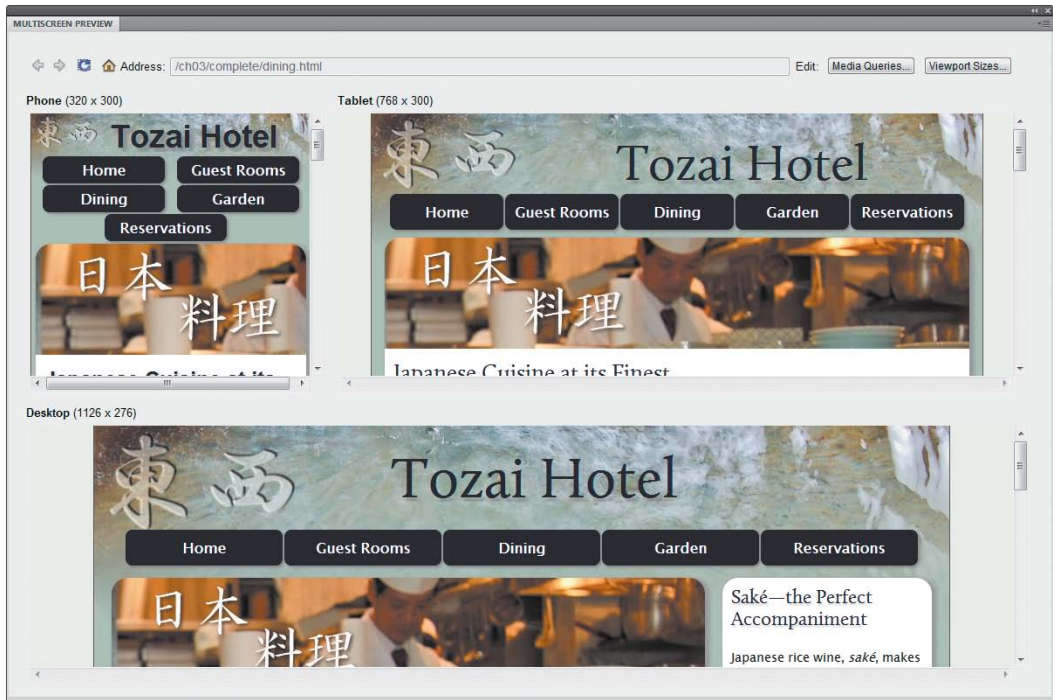 MULTISCREEN PREVIEW
Address: /ch03/complete/dining.html Edit: Media Queries... Viewport Sizes...
Phone (320 x 300)
東西 Tozai Hotel
Home Guest Rooms
Dining Garden
Reservations
日本
料理
Japanese Cuisine at its
Tablet (768 x 300)
東西 Tozai Hotel
Home Guest Rooms Dining Garden Reservations
日本
料理
Japanese Cuisine at its Finest
Desktop (1126 x 276)
東西 Tozai Hotel
Home Guest Rooms Dining Garden Reservations
日本
料理
Saké—the Perfect
Accompaniment
Japanese rice wine, saké, makes